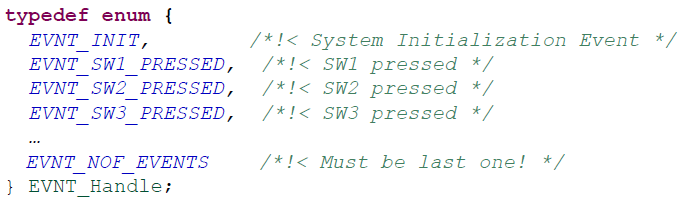 typedef enum {
EVNT_INIT, /*!< System Initialization Event */
EVNT_SW1_PRESSED, /*!< SW1 pressed */
EVNT_SW2_PRESSED, /*!< SW2 pressed */
EVNT_SW3_PRESSED, /*!< SW3 pressed */
…
EVNT_NOF_EVENTS /*!< Must be last one! */
} EVNT_Handle;